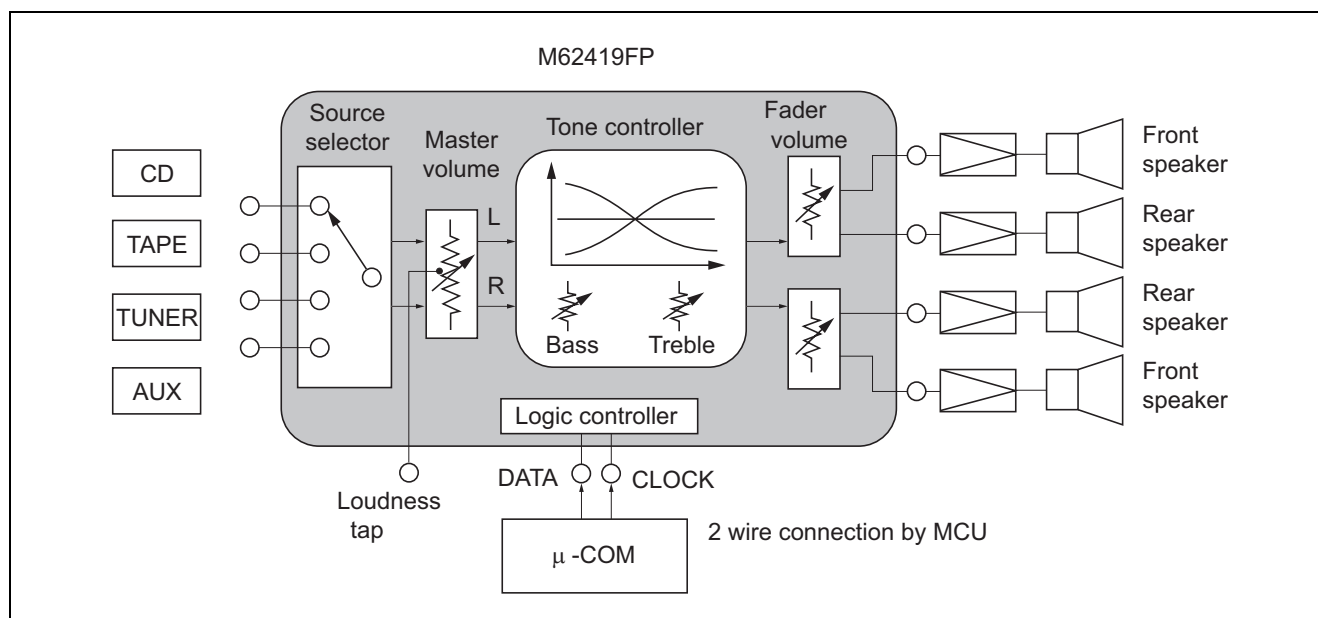 M62419FP
Source
selector
Master
volume
Tone controller
Fader
volume
CD
TAPE
TUNER
AUX
L
R
Bass
Treble
Front
speaker
Rear
speaker
Rear
speaker
Front
speaker
Logic controller
Loudness
tap
DATA
CLOCK
μ -COM
2 wire connection by MCU